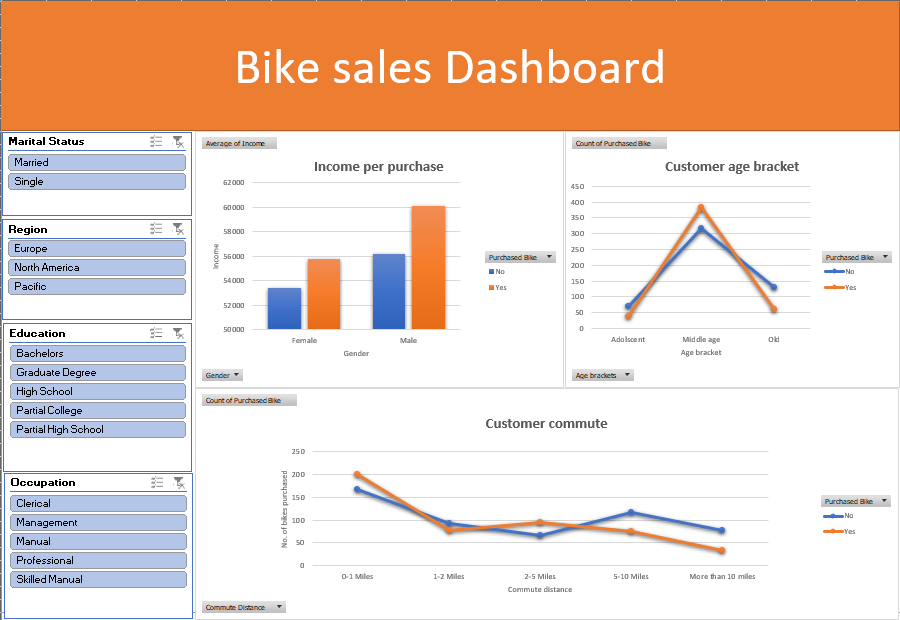 Bike sales Dashboard
Marital Status
Married
Single
Region
Europe
North America
Pacific
Education
Bachelors
Graduate Degree
High School
Partial College
Partial High School
Occupation
Clerical
Management
Manual
Professional
Skilled Manual
Average of Income
Income per purchase
62000
60000
58000
56000
54000
52000
50000
Income
Female
Male
Gender
Purchased Bike
No
Yes
Gender
Count of Purchased Bike
Customer age bracket
450
400
350
300
250
200
150
100
50
0
Adolscent
Middle age
Old
Age bracket
Purchased Bike
No
Yes
Age brackets
Count of Purchased Bike
Customer commute
250
200
150
100
50
0
No. of bikes purchased
0-1 Miles
1-2 Miles
2-5 Miles
5-10 Miles
More than 10 miles
Commute distance
Purchased Bike
No
Yes
Commute Distance